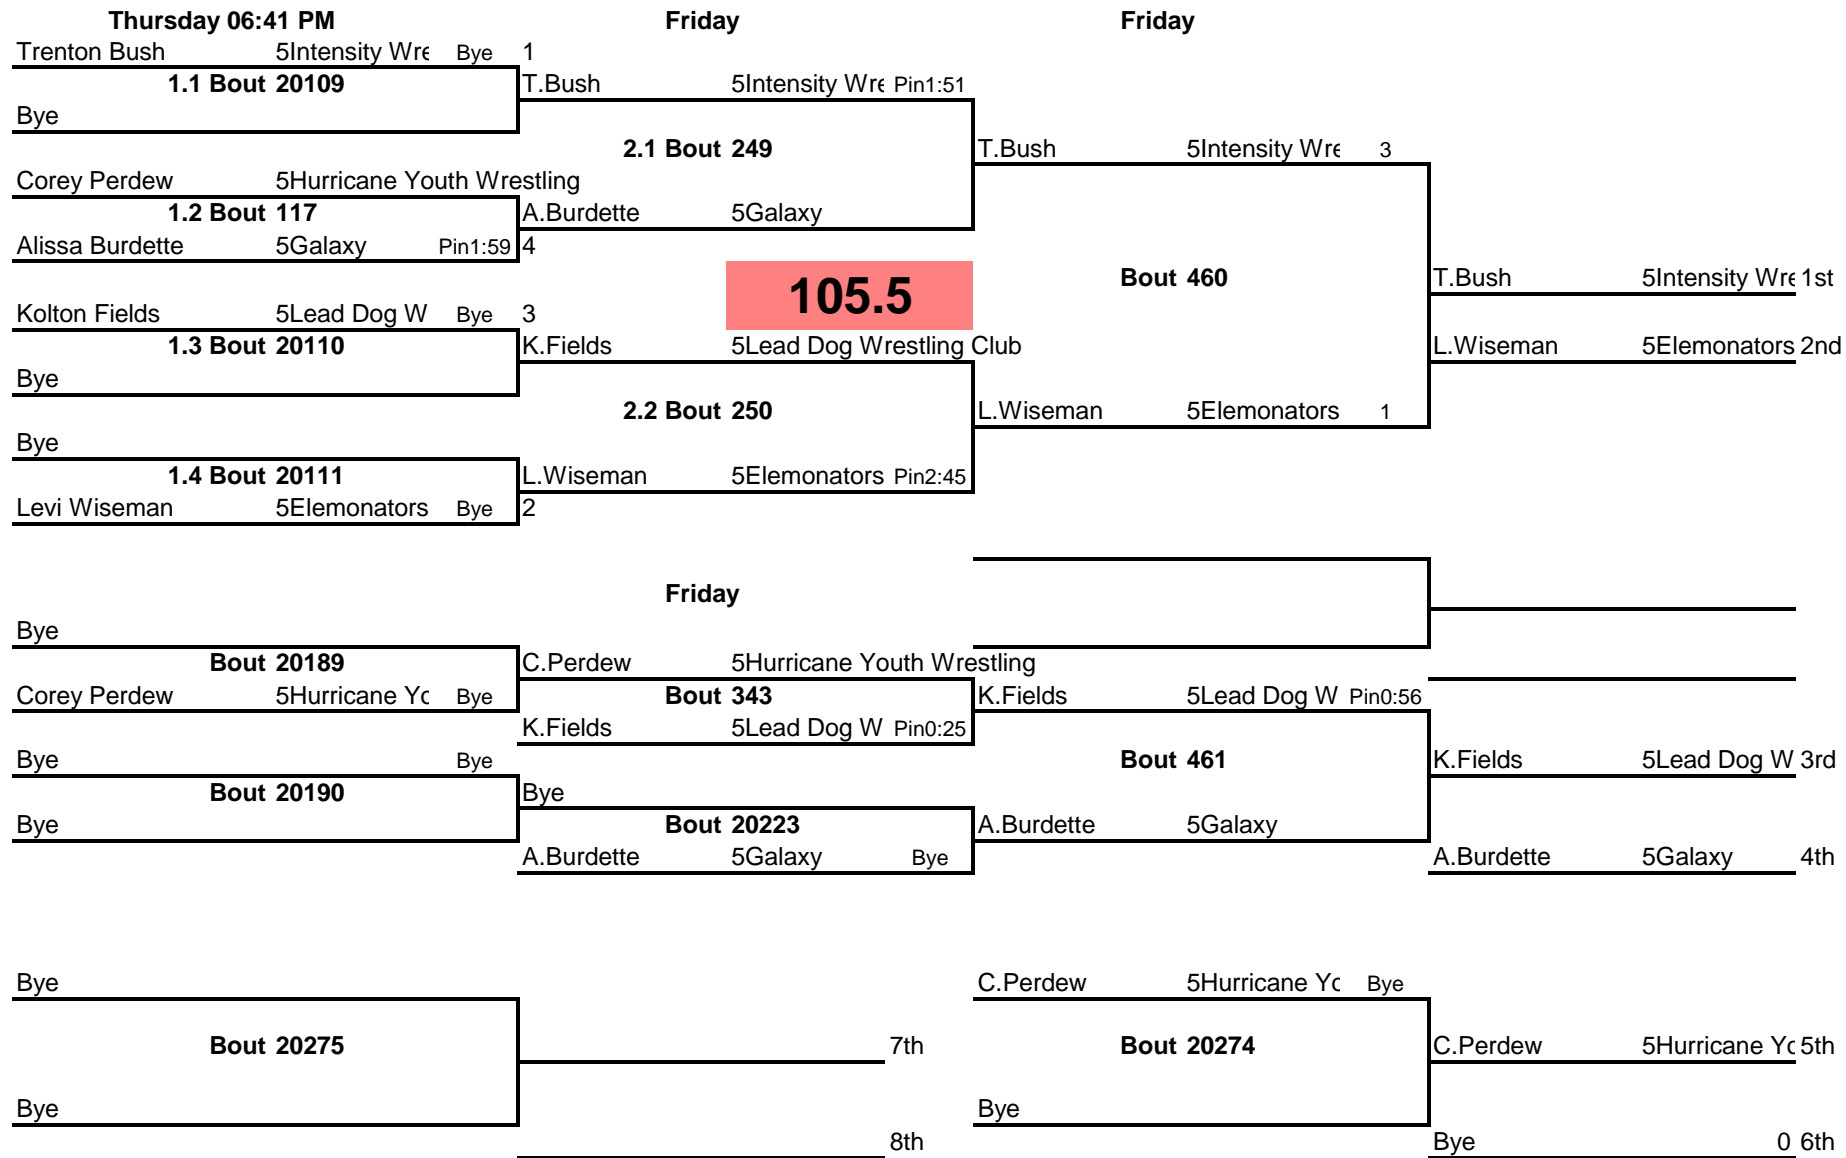 Thursday 06:41 PM Friday Friday
Trenton Bush 5Intensity Wre Bye 1
1.1 Bout 20109 T.Bush 5Intensity Wre Pin1:51
Bye
2.1 Bout 249 T.Bush 5Intensity Wre 3
Corey Perdew 5Hurricane Youth Wrestling
1.2 Bout 117 A.Burdette 5Galaxy
Alissa Burdette 5Galaxy Pin1:59 4
105.5 Bout 460 T.Bush 5Intensity Wre 1st
Kolton Fields 5Lead Dog W Bye 3
1.3 Bout 20110 K.Fields 5Lead Dog Wrestling Club L.Wiseman 5Elemonators 2nd
Bye
2.2 Bout 250 L.Wiseman 5Elemonators 1
Bye
1.4 Bout 20111 L.Wiseman 5Elemonators Pin2:45
Levi Wiseman 5Elemonators Bye 2
Friday
Bye
Bout 20189 C.Perdew 5Hurricane Youth Wrestling
Corey Perdew 5Hurricane Yo Bye Bout 343 K.Fields 5Lead Dog W Pin0:56
K.Fields 5Lead Dog W Pin0:25
Bye Bye Bout 461 K.Fields 5Lead Dog W 3rd
Bout 20190 Bye
Bye Bout 20223 A.Burdette 5Galaxy
A.Burdette 5Galaxy Bye A.Burdette 5Galaxy 4th
Bye C.Perdew 5Hurricane Yo Bye
Bout 20275 7th Bout 20274 C.Perdew 5Hurricane Yo 5th
Bye Bye
8th Bye 0 6th